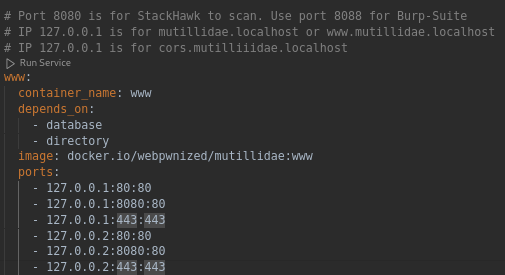 # Port 8080 is for StackHawk to scan. Use port 8088 for Burp-Suite
# IP 127.0.0.1 is for mutillidae.localhost or www.mutillidae.localhost
# IP 127.0.0.1 is for cors.mutilliiidae.localhost
Run Service
www:
container_name: www
depends_on:
- database
- directory
image: docker.io/webpwnized/mutillidae:www
ports:
- 127.0.0.1:80:80
- 127.0.0.1:8080:80
- 127.0.0.1:443:443
- 127.0.0.2:80:80
- 127.0.0.2:8080:80
- 127.0.0.2:443:443